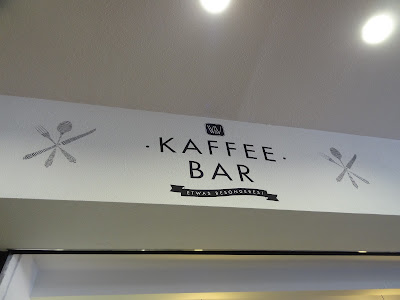 · KAFFEE ·
BAR
ETWAS BESONDERES!